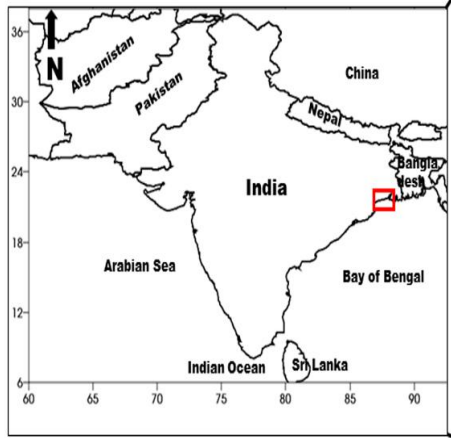 36
N
Afghanistan
China
30
Pakistan
Nepal
24
Bangla
desh
India
18
Arabian Sea
Bay of Bengal
12
Indian Ocean
Sri Lanka
6
60 65 70 75 80 85 90